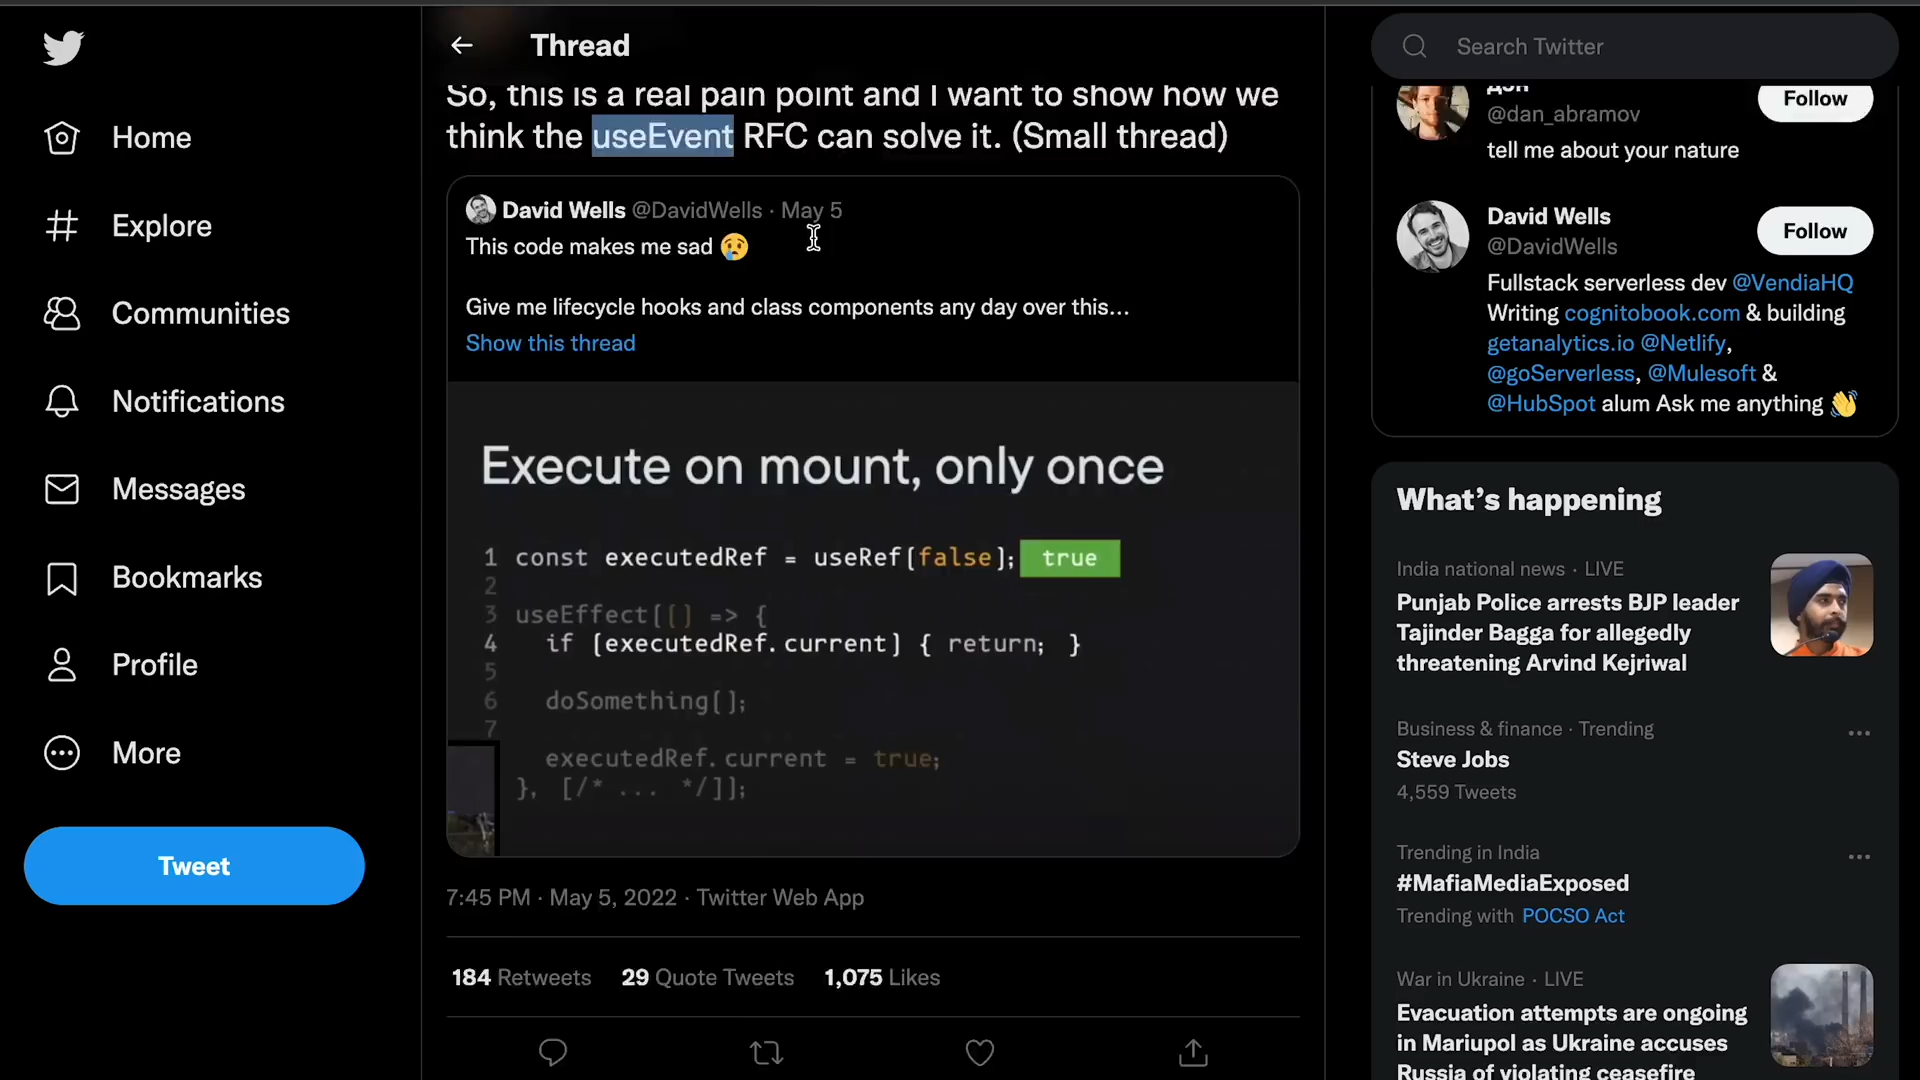 Home
Explore
Communities
Notifications
Messages
Bookmarks
Profile
More
Tweet
Thread
So, this is a real pain point and I want to show how we
think the useEvent RFC can solve it. (Small thread)
David Wells @DavidWells · May 5
This code makes me sad 😢
Give me lifecycle hooks and class components any day over this...
Show this thread
Execute on mount, only once
1 const executedRef = useRef[false]; true
2
3 useEffect[[] => {
4 if [executedRef.current] { return; }
5
6 doSomething[];
7
executedRef.current = true;
}, [/* ... */]];
7:45 PM · May 5, 2022 · Twitter Web App
184 Retweets 29 Quote Tweets 1,075 Likes
Search Twitter
дэн
@dan_abramov
Follow
tell me about your nature
David Wells
@DavidWells
Follow
Fullstack serverless dev @VendiaHQ
Writing cognitobook.com & building
getanalytics.io @Netlify,
@goServerless, @Mulesoft &
@HubSpot alum Ask me anything 👋
What's happening
India national news · LIVE
Punjab Police arrests BJP leader
Tajinder Bagga for allegedly
threatening Arvind Kejriwal
Business & finance · Trending
Steve Jobs
4,559 Tweets
Trending in India
#MafiaMediaExposed
Trending with POCSO Act
War in Ukraine · LIVE
Evacuation attempts are ongoing
in Mariupol as Ukraine accuses
Russia of violating ceasefire